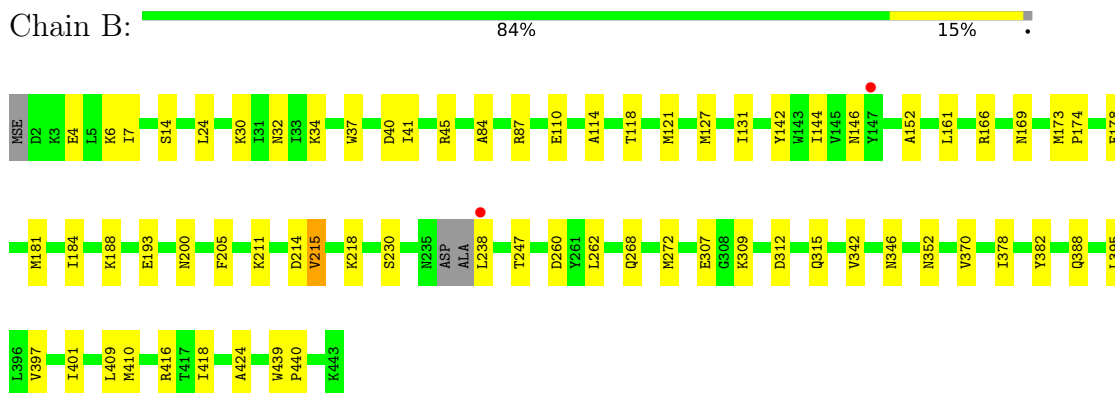 Chain B:
84% 15% •
MSE D2 K3 E4 L5 K6 I7 S14 L24 K30 I31 N32 I33 K34 W37 D40 I41 R45 A84 R87 E110 A114 T118 M121 M127 I131 Y142 W143 I144 V145 N146 Y147 A152 L161 R166 N169 M173 P174
M181 I184 K188 E193 N200 F205 K211 D214 V215 K218 S230 N235 ASP ALA L238 T247 D260 Y261 L262 Q268 M272 E307 G308 K309 D312 Q315 V342 N346 N352 V370 I378 Y382 Q388 L395
L396 V397 I401 L409 M410 R416 T417 I418 A424 W439 P440 K443